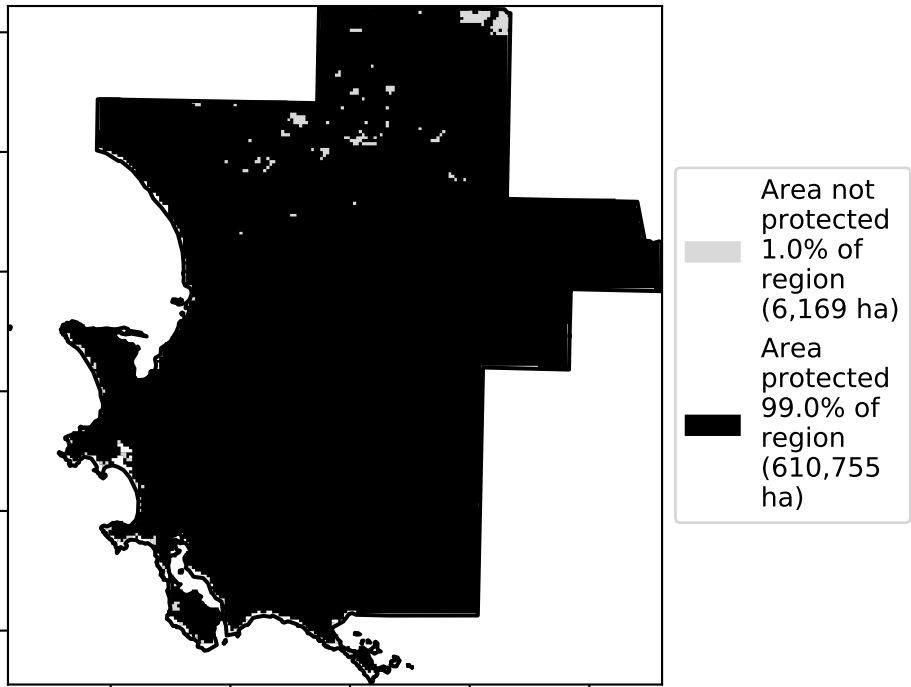 Area not
protected
1.0% of
region
(6,169 ha)
Area
protected
99.0% of
region
(610,755
ha)